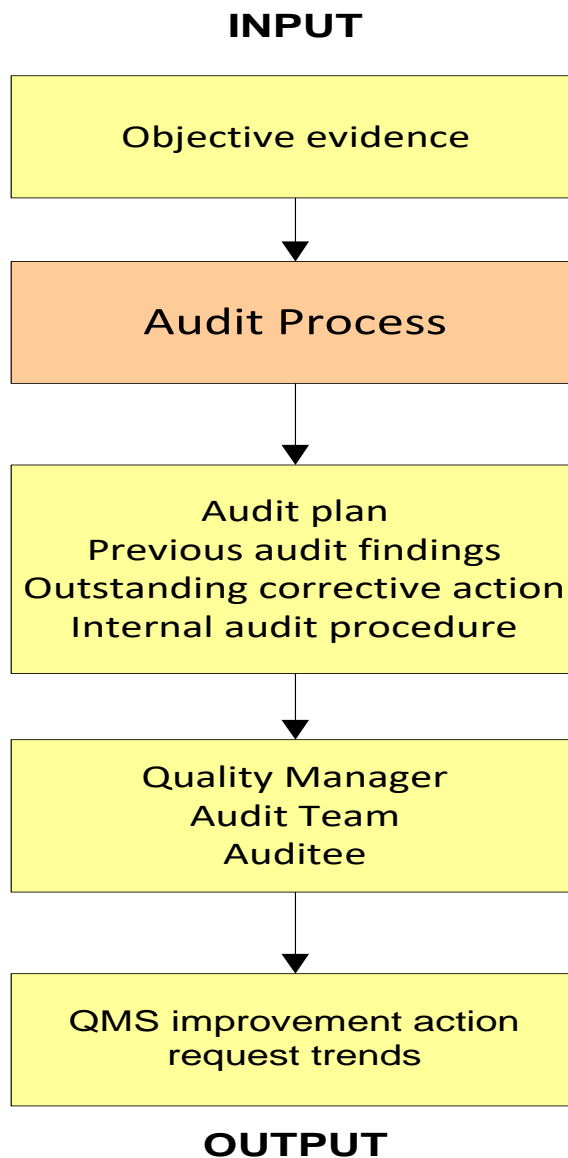 INPUT
Objective evidence
Audit Process
Audit plan
Previous audit findings
Outstanding corrective action
Internal audit procedure
Quality Manager
Audit Team
Auditee
QMS improvement action
request trends
OUTPUT